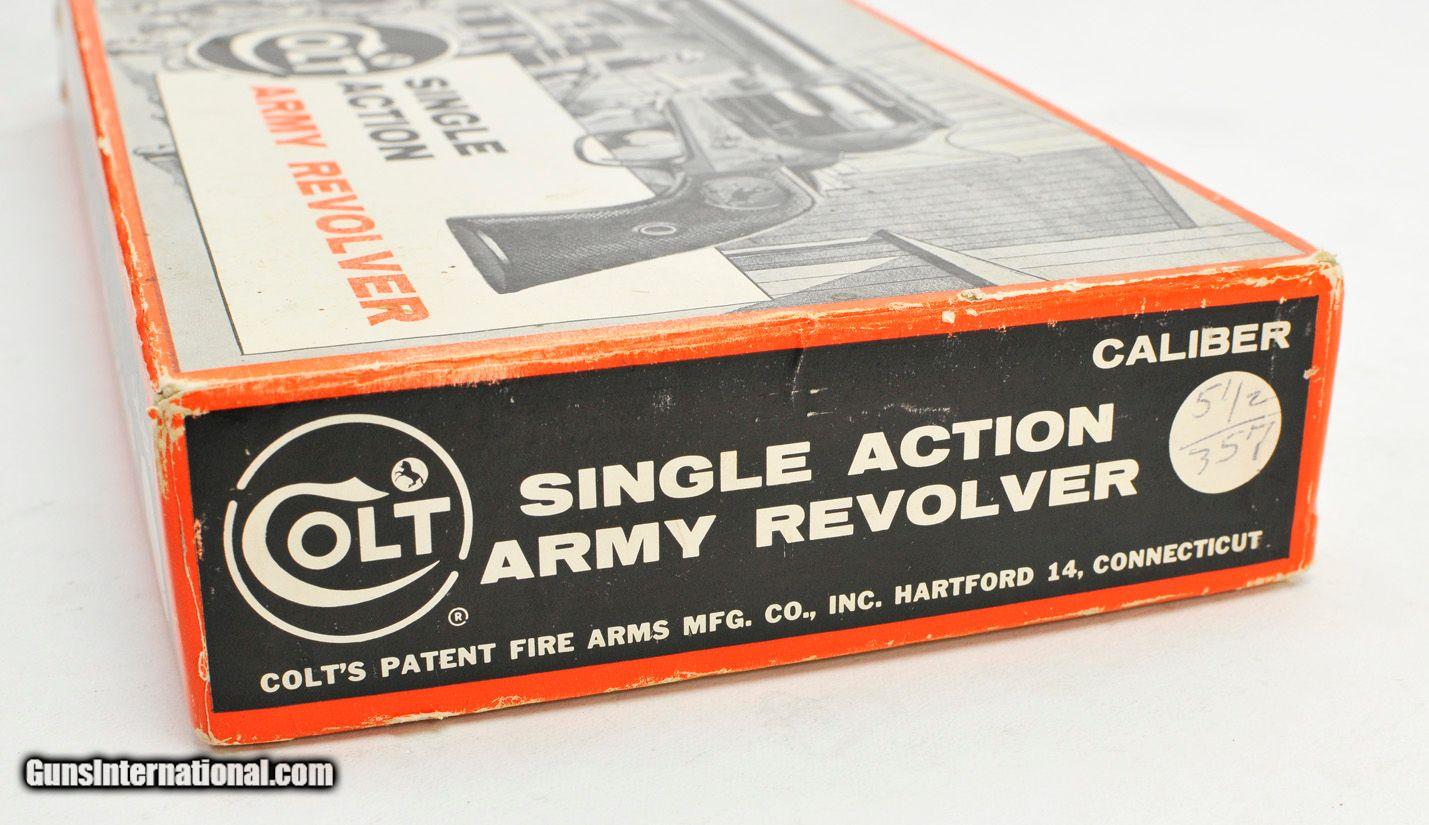 COLT
SINGLE
ACTION
ARMY REVOLVER
CALIBER
5 1/2
357
COLT
SINGLE ACTION
ARMY REVOLVER
®
COLT'S PATENT FIRE ARMS MFG. CO., INC. HARTFORD 14, CONNECTICUT
GunsInternational.com